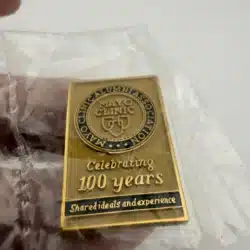 MAYO CLINIC ALUMNI ASSOCIATION
MAYO
CLINIC
Celebrating
100 years
Shared ideals and experience